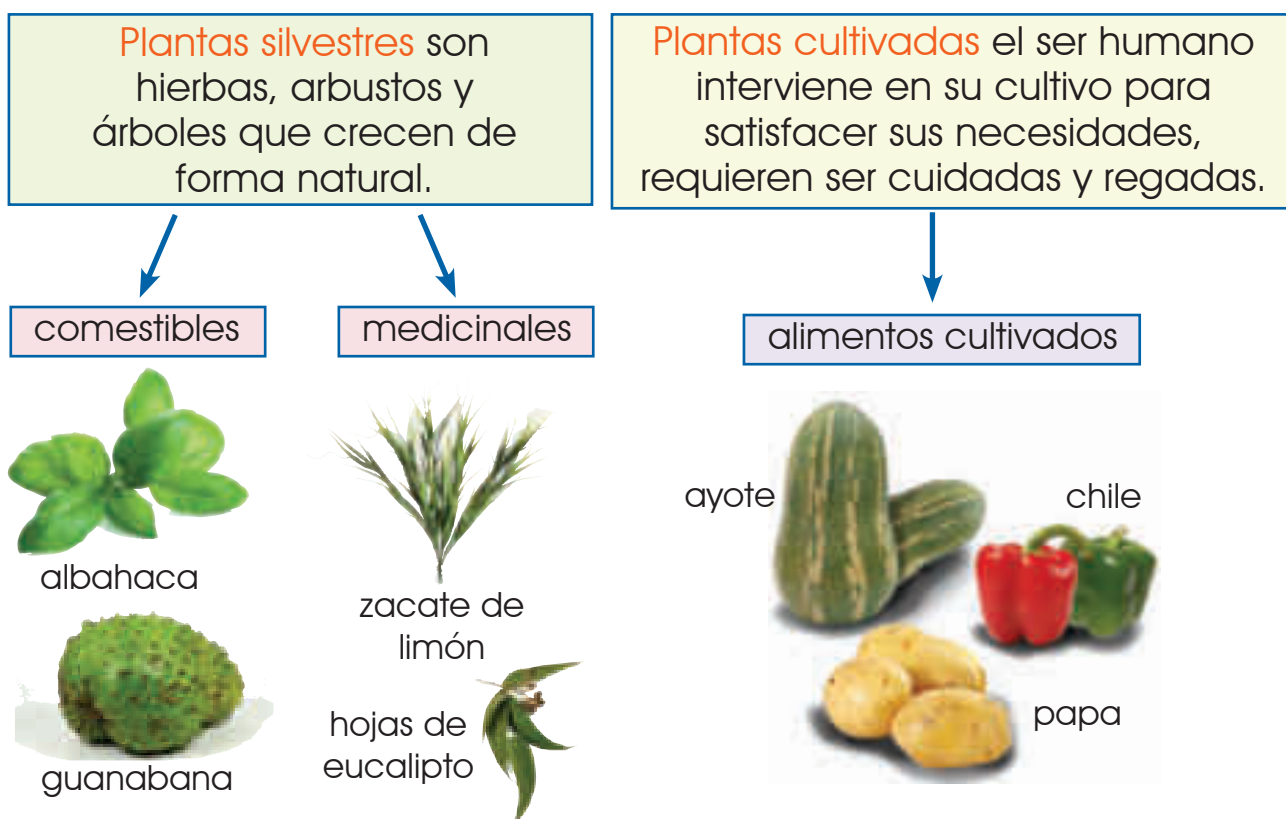 Plantas silvestres son
hierbas, arbustos y
árboles que crecen de
forma natural.
Plantas cultivadas el ser humano
interviene en su cultivo para
satisfacer sus necesidades,
requieren ser cuidadas y regadas.
comestibles
medicinales
alimentos cultivados
albahaca
guanabana
zacate de
limón
hojas de
eucalipto
ayote
chile
papa